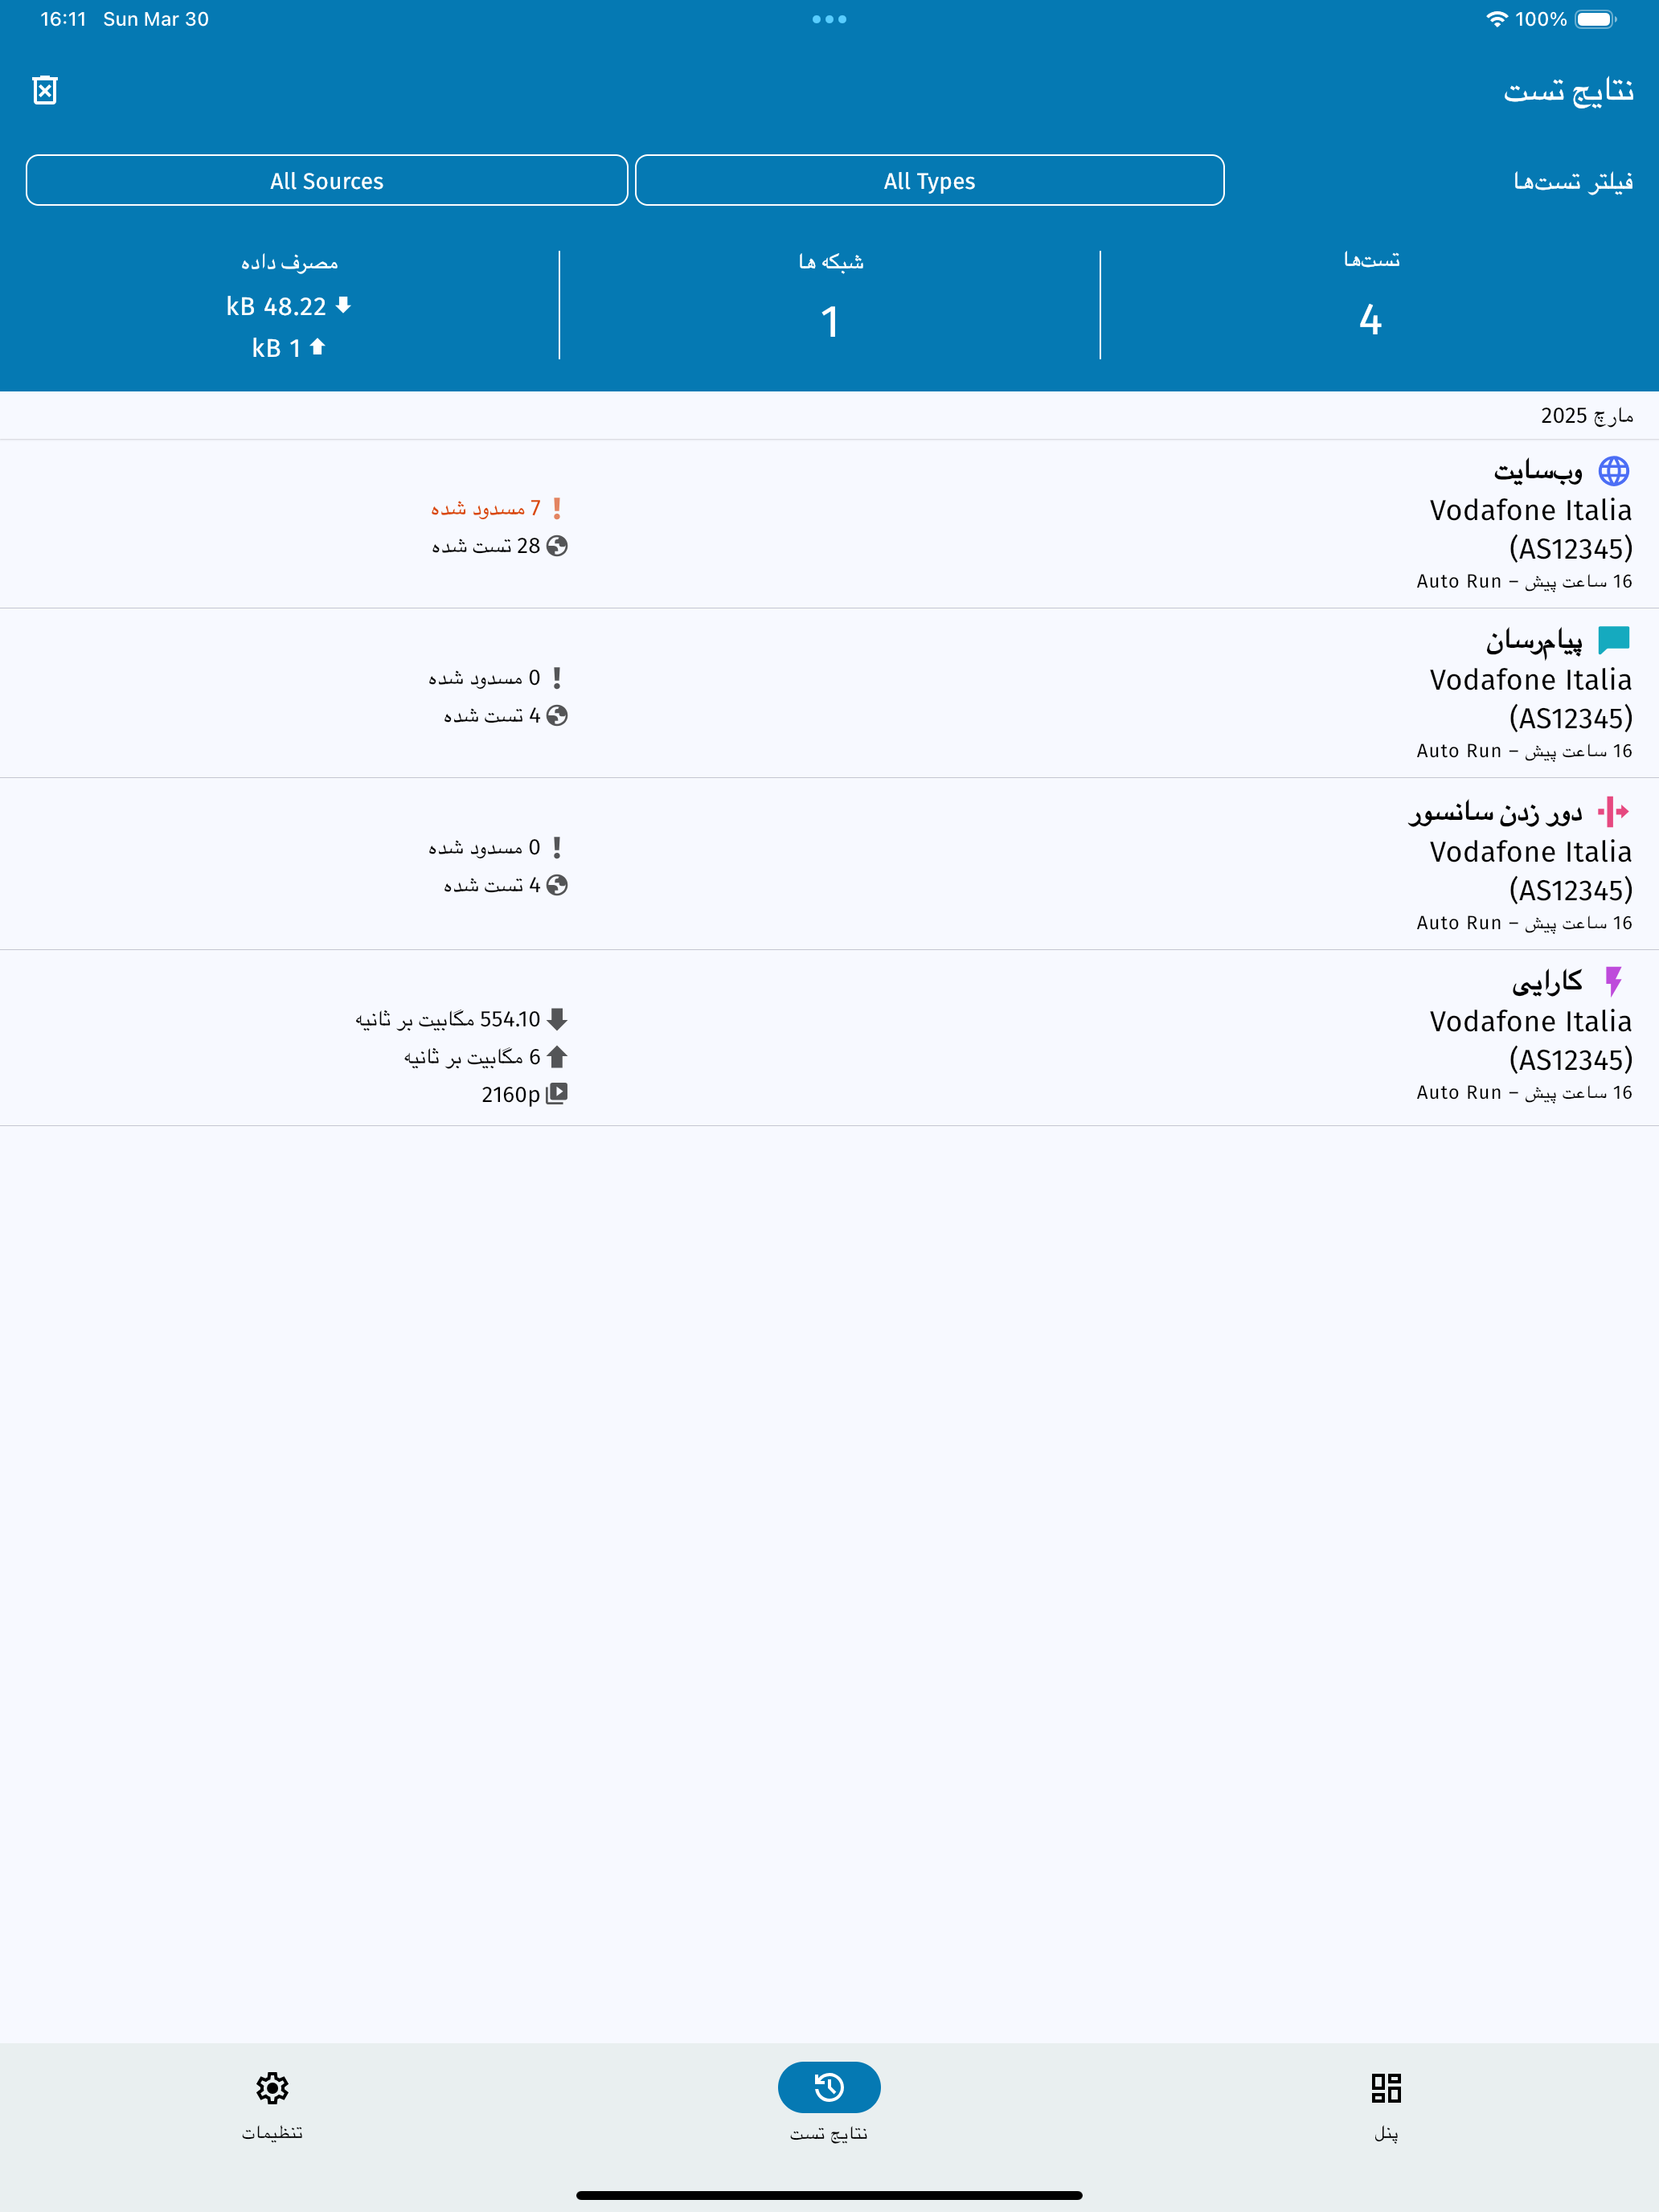 16:11 Sun Mar 30
100%
نتایج تست
فیلتر تست‌ها
All Types
All Sources
تست‌ها
4
شبکه ها
1
مصرف داده
48.22 kB
1 kB
مارچ 2025
وب‌سایت
Vodafone Italia
(AS12345)
16 ساعت پیش – Auto Run
7 مسدود شده
28 تست شده
پیام‌رسان
Vodafone Italia
(AS12345)
16 ساعت پیش – Auto Run
0 مسدود شده
4 تست شده
دور زدن سانسور
Vodafone Italia
(AS12345)
16 ساعت پیش – Auto Run
0 مسدود شده
4 تست شده
کارایی
Vodafone Italia
(AS12345)
16 ساعت پیش – Auto Run
554.10 مگابیت بر ثانیه
6 مگابیت بر ثانیه
2160p
پنل
نتایج تست
تنظیمات